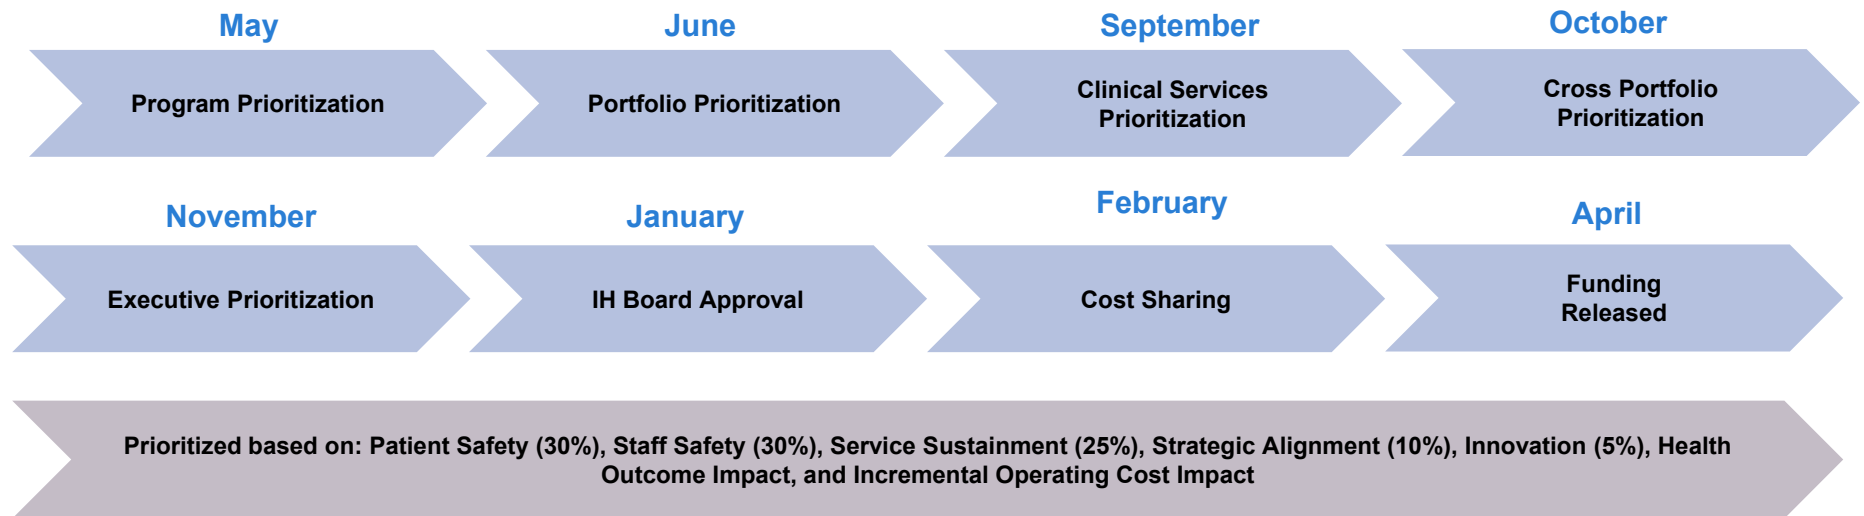 May
June
September
October
Program Prioritization
Portfolio Prioritization
Clinical Services
Prioritization
Cross Portfolio
Prioritization
November
January
February
April
Executive Prioritization
IH Board Approval
Cost Sharing
Funding
Released
Prioritized based on: Patient Safety (30%), Staff Safety (30%), Service Sustainment (25%), Strategic Alignment (10%), Innovation (5%), Health
Outcome Impact, and Incremental Operating Cost Impact